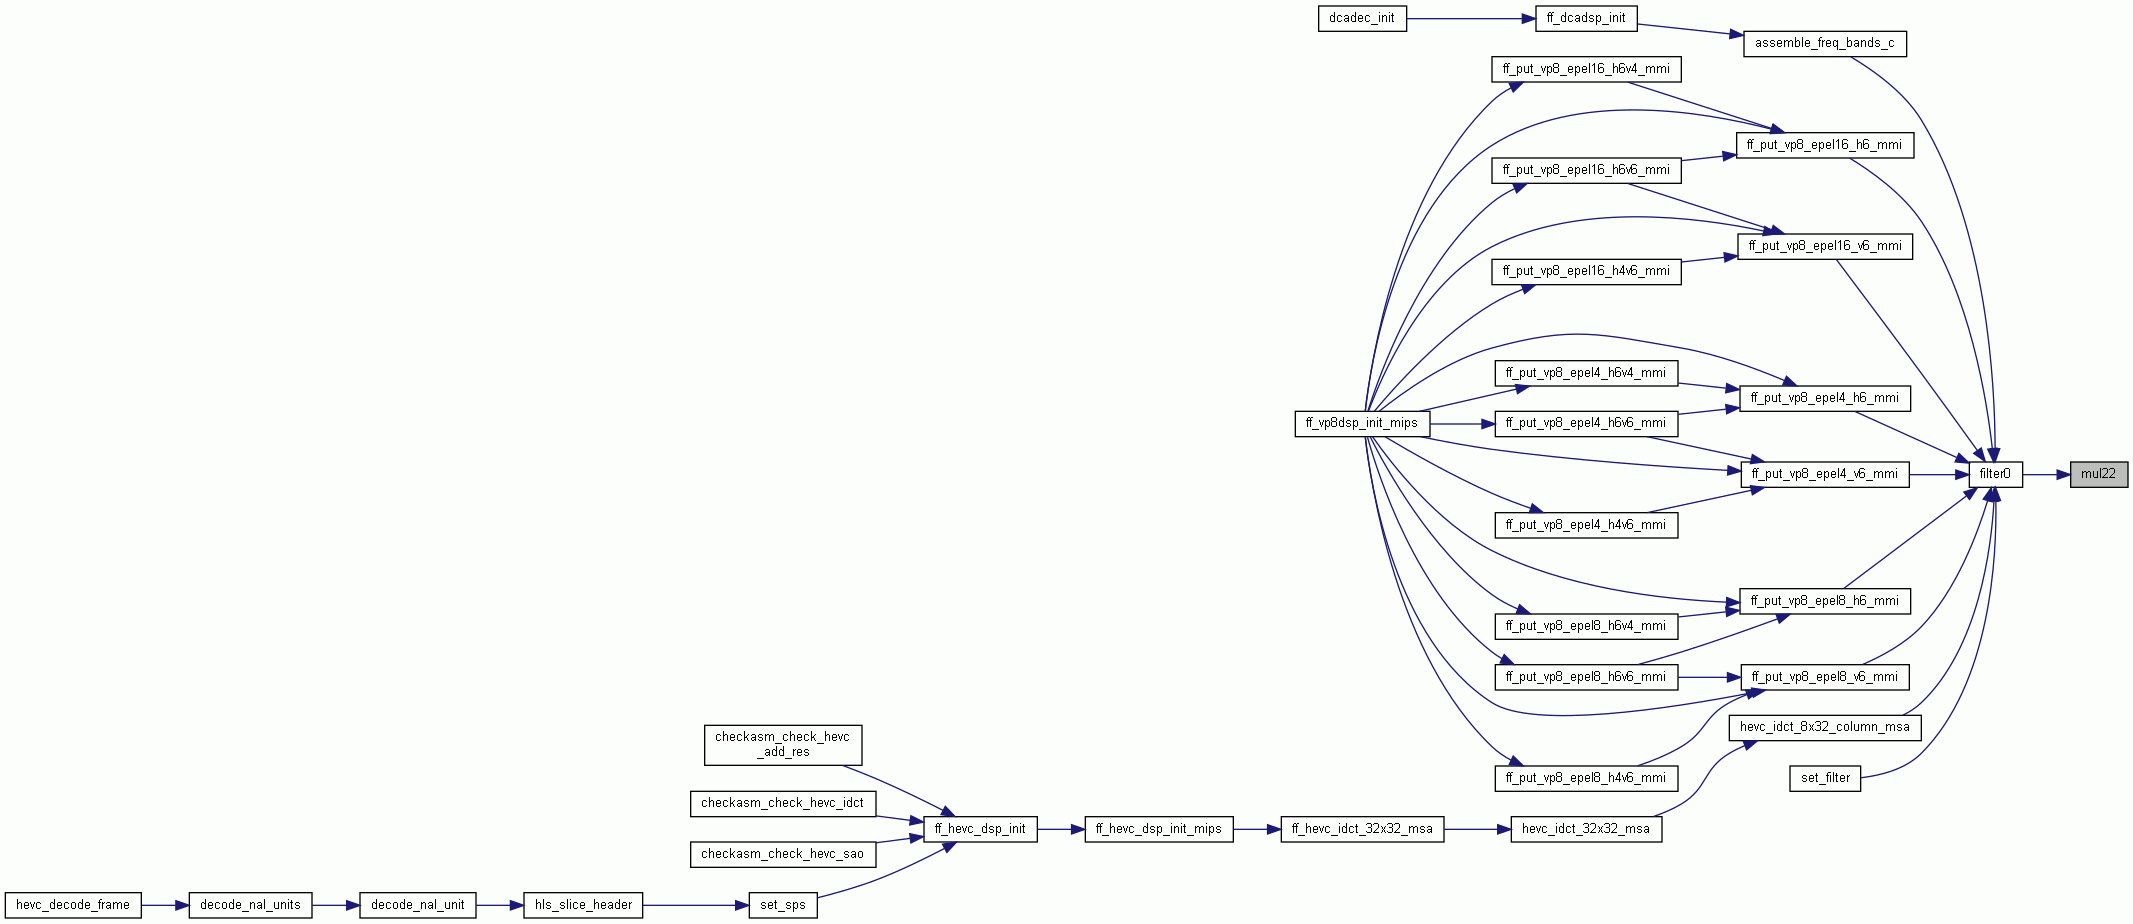 dcadec_init
ff_dcadsp_init
assemble_freq_bands_c
ff_put_vp8_epel16_h6v4_mmi
ff_put_vp8_epel16_h6_mmi
ff_put_vp8_epel16_h6v6_mmi
ff_put_vp8_epel16_v6_mmi
ff_put_vp8_epel16_h4v6_mmi
ff_put_vp8_epel4_h6v4_mmi
ff_put_vp8_epel4_h6_mmi
ff_vp8dsp_init_mips
ff_put_vp8_epel4_h6v6_mmi
ff_put_vp8_epel4_v6_mmi
filter0
mul22
ff_put_vp8_epel4_h4v6_mmi
ff_put_vp8_epel8_h6_mmi
ff_put_vp8_epel8_h6v4_mmi
ff_put_vp8_epel8_h6v6_mmi
ff_put_vp8_epel8_v6_mmi
hevc_idct_8x32_column_msa
checkasm_check_hevc
_add_res
ff_put_vp8_epel8_h4v6_mmi
set_filter
checkasm_check_hevc_idct
ff_hevc_dsp_init
ff_hevc_dsp_init_mips
ff_hevc_idct_32x32_msa
hevc_idct_32x32_msa
checkasm_check_hevc_sao
hevc_decode_frame
decode_nal_units
decode_nal_unit
hls_slice_header
set_sps